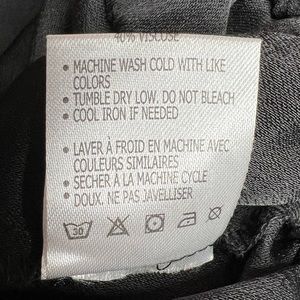 40% VISCOSE
• MACHINE WASH COLD WITH LIKE
COLORS
• TUMBLE DRY LOW. DO NOT BLEACH
• COOL IRON IF NEEDED
• LAVER À FROID EN MACHINE AVEC
COULEURS SIMILAIRES
• SECHER À LA MACHINE CYCLE
• DOUX. NE PAS JAVELLISER
30